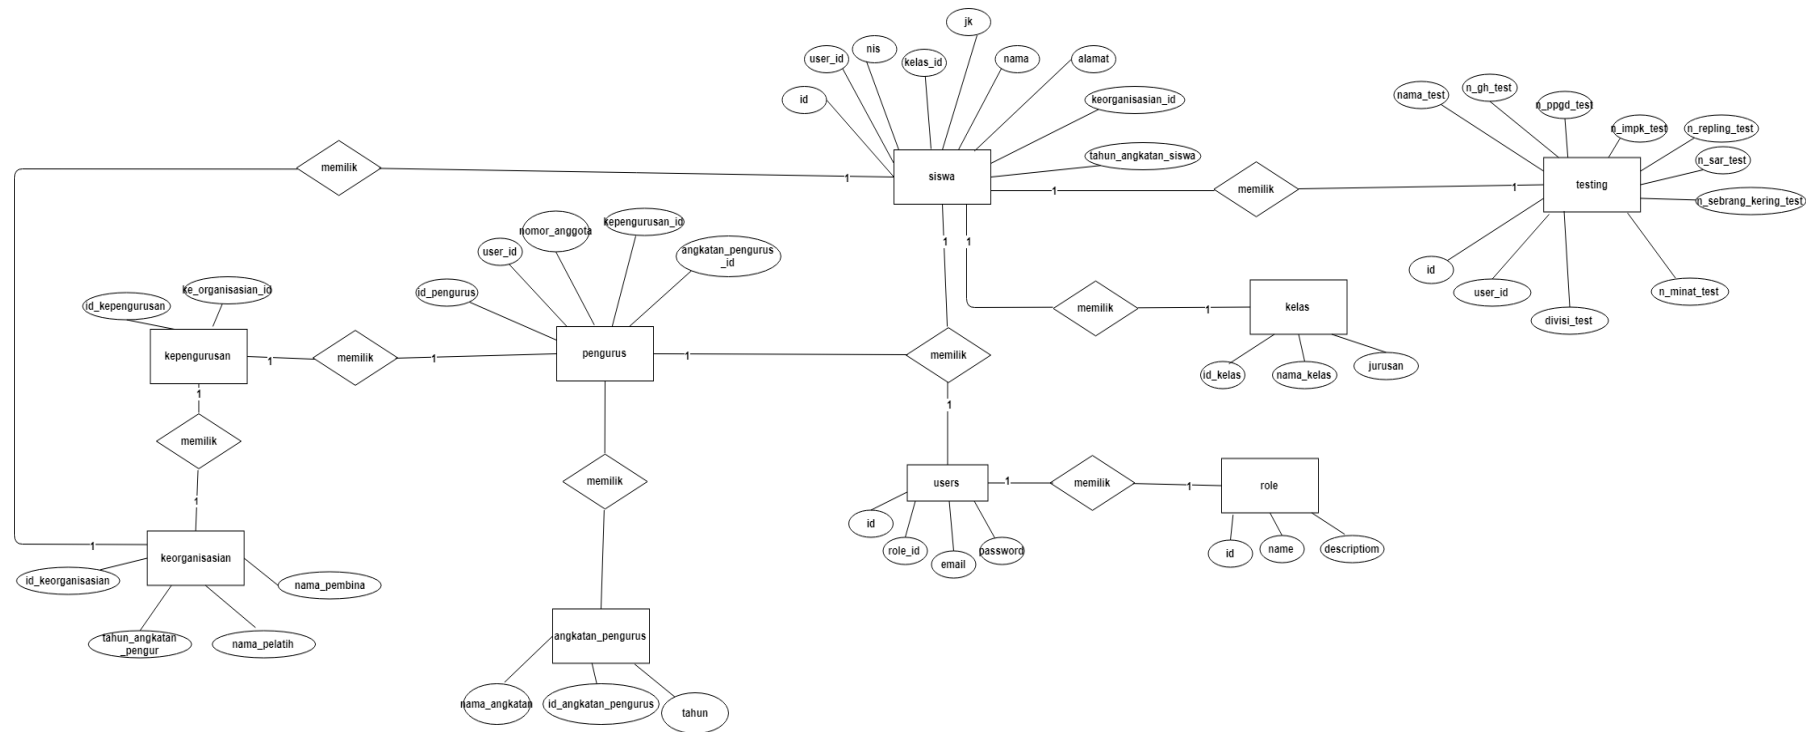 jk
nis
user_id
kelas_id
nama
alamat
id
keorganisasian_id
tahun_angkatan_siswa
siswa
memilik
1
1
memilik
1
nama_test
n_gh_test
n_ppgd_test
n_impk_test
n_repling_test
n_sar_test
n_sebrang_kering_test
testing
id
user_id
divisi_test
n_minat_test
1
1
nomor_anggota
kepengurusan_id
user_id
angkatan_pengurus
_id
id_pengurus
ke_organisasian_id
id_kepengurusan
kepengurusan
1
memilik
1
pengurus
1
memilik
memilik
1
kelas
id_kelas
nama_kelas
jurusan
1
memilik
1
1
users
1
memilik
1
role
id
role_id
email
password
id
name
descriptiom
memilik
1
keorganisasian
id_keorganisasian
nama_pembina
tahun_angkatan
_pengur
nama_pelatih
angkatan_pengurus
nama_angkatan
id_angkatan_pengurus
tahun